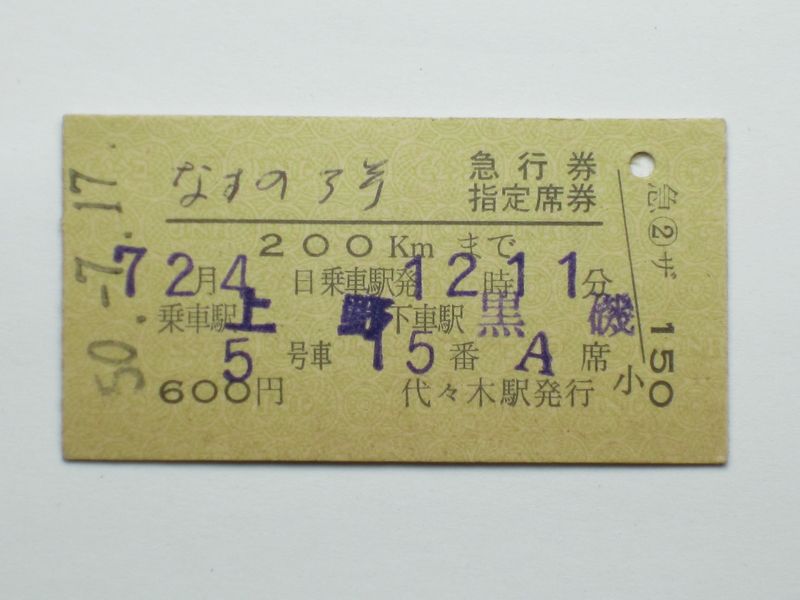 なすの3号
急行券
指定席券
200Kmまで
72月4日乗車駅発12時11分
乗車駅上野下車駅黒磯
5号車15番A席
600円 代々木駅発行
50.-7.17.
急②ザ
小
150